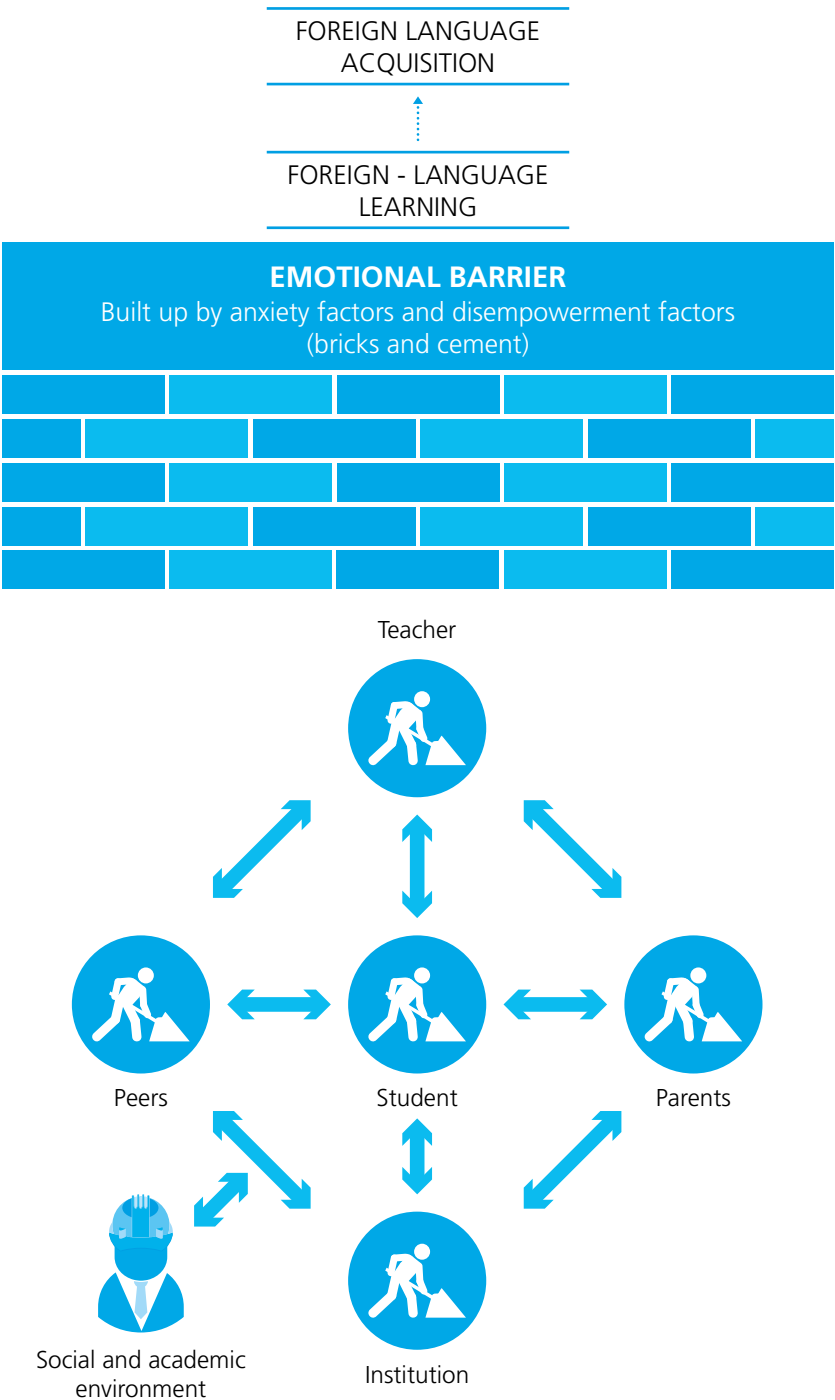 FOREIGN LANGUAGE
ACQUISITION
FOREIGN - LANGUAGE
LEARNING
EMOTIONAL BARRIER
Built up by anxiety factors and disempowerment factors
(bricks and cement)
Teacher
Peers
Student
Parents
Social and academic
environment
Institution